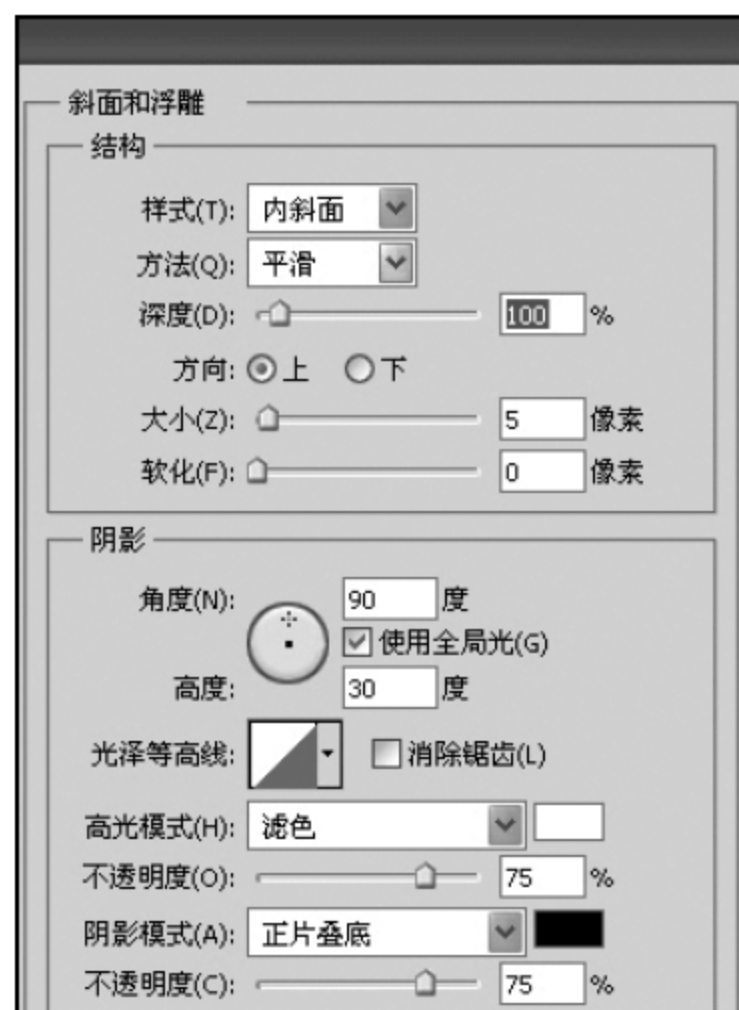 斜面和浮雕
结构
样式(T): 内斜面
方法(Q): 平滑
深度(D): 100 %
方向: 上 下
大小(Z): 5 像素
软化(F): 0 像素
阴影
角度(N): 90 度
使用全局光(G)
高度: 30 度
光泽等高线: 消除锯齿(L)
高光模式(H): 滤色
不透明度(O): 75 %
阴影模式(A): 正片叠底
不透明度(C): 75 %